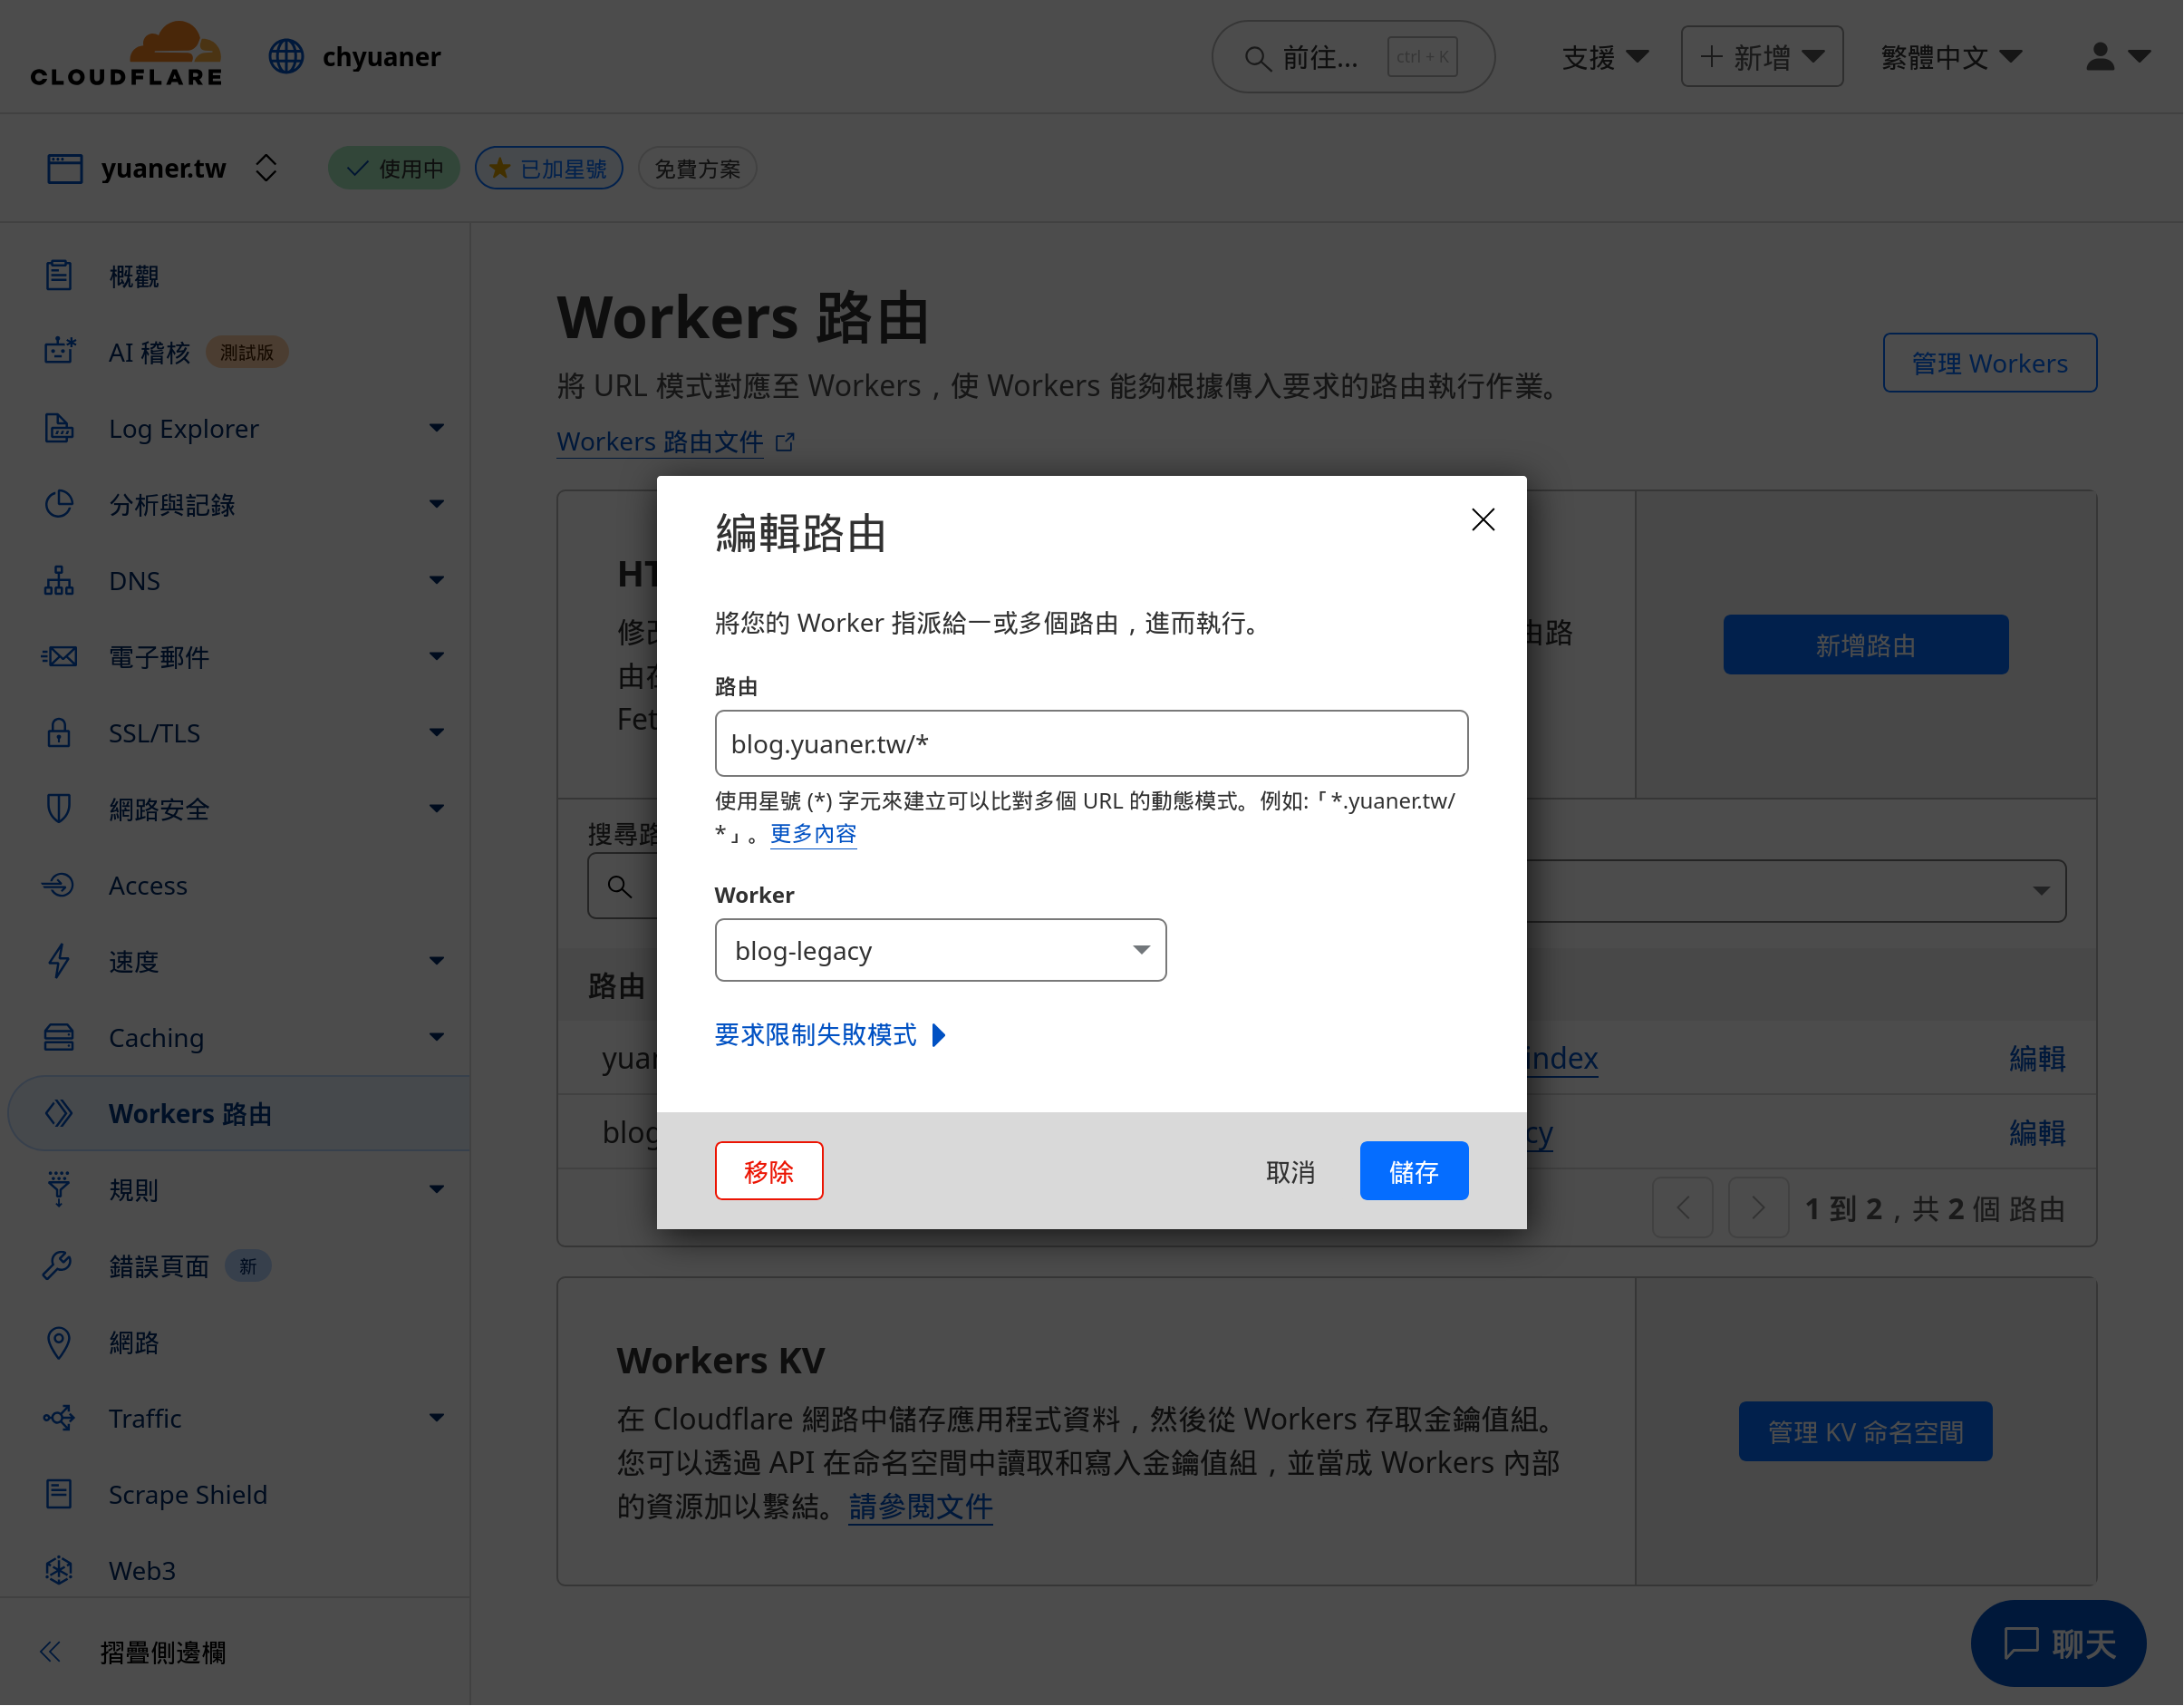 CLOUDFLARE
chyuaner
前往...
ctrl + K
支援
新增
繁體中文
yuaner.tw
使用中
已加星號
免費方案
概觀
AI 稽核 測試版
Log Explorer
分析與記錄
DNS
電子郵件
SSL/TLS
網路安全
Access
速度
Caching
Workers 路由
規則
錯誤頁面 新
網路
Traffic
Scrape Shield
Web3
摺疊側邊欄
Workers 路由
將 URL 模式對應至 Workers，使 Workers 能夠根據傳入要求的路由執行作業。
Workers 路由文件
管理 Workers
修
由路
由在
Fet
新增路由
搜尋路
路由
yuan
index
編輯
blog
cy
編輯
1 到 2，共 2 個 路由
編輯路由
將您的 Worker 指派給一或多個路由，進而執行。
路由
blog.yuaner.tw/*
使用星號 (*) 字元來建立可以比對多個 URL 的動態模式。例如:「*.yuaner.tw/
*」。更多內容
Worker
blog-legacy
要求限制失敗模式
移除
取消
儲存
Workers KV
在 Cloudflare 網路中儲存應用程式資料，然後從 Workers 存取金鑰值組。
您可以透過 API 在命名空間中讀取和寫入金鑰值組，並當成 Workers 內部
的資源加以繫結。請參閱文件
管理 KV 命名空間
聊天